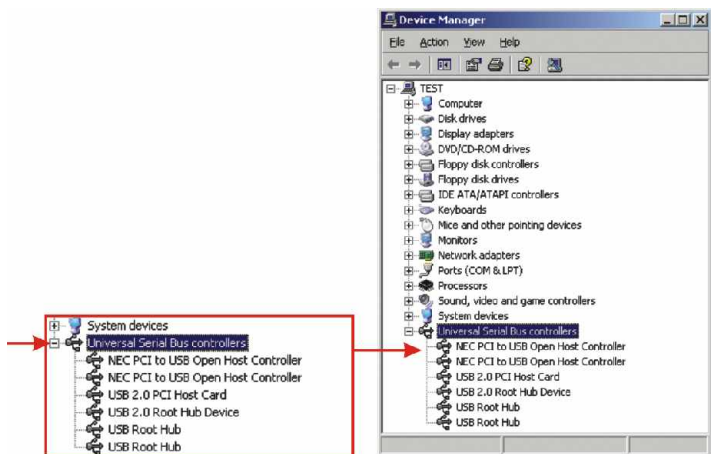 System devices
Universal Serial Bus controllers
NEC PCI to USB Open Host Controller
NEC PCI to USB Open Host Controller
USB 2.0 PCI Host Card
USB 2.0 Root Hub Device
USB Root Hub
USB Root Hub
Device Manager
File Action View Help
TEST
Computer
Disk drives
Display adapters
DVD/CD-ROM drives
Floppy disk controllers
Floppy disk drives
IDE ATA/ATAPI controllers
Keyboards
Mice and other pointing devices
Monitors
Network adapters
Ports (COM & LPT)
Processors
Sound, video and game controllers
System devices
Universal Serial Bus controllers
NEC PCI to USB Open Host Controller
NEC PCI to USB Open Host Controller
USB 2.0 PCI Host Card
USB 2.0 Root Hub Device
USB Root Hub
USB Root Hub